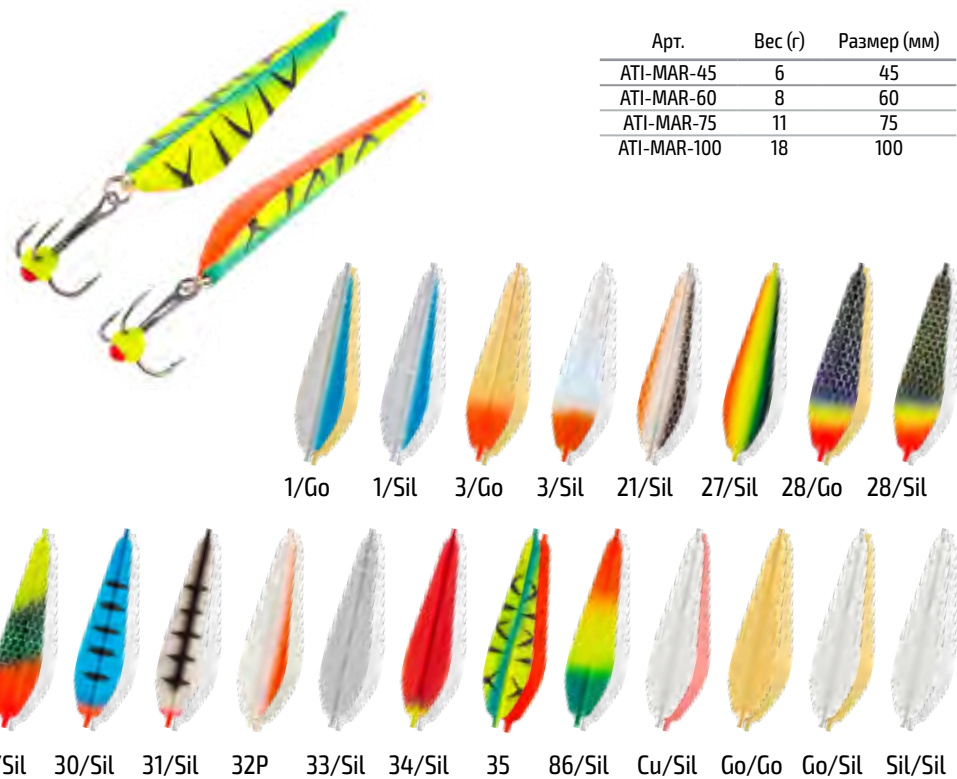 Арт. Вес (г) Размер (мм)
ATI-MAR-45 6 45
ATI-MAR-60 8 60
ATI-MAR-75 11 75
ATI-MAR-100 18 100
1/Go 1/Sil 3/Go 3/Sil 21/Sil 27/Sil 28/Go 28/Sil
/Sil 30/Sil 31/Sil 32P 33/Sil 34/Sil 35 86/Sil Cu/Sil Go/Go Go/Sil Sil/Sil